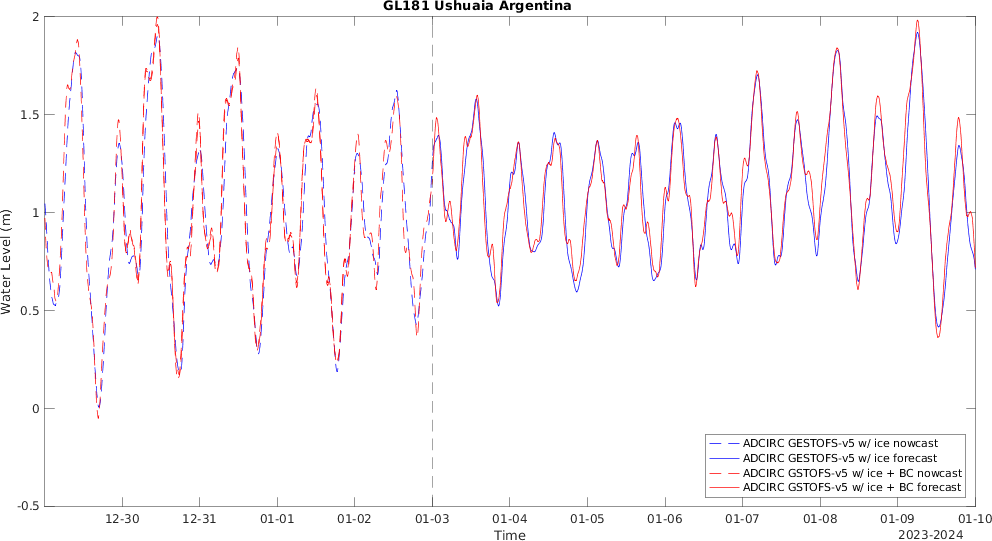 GL181 Ushuaia Argentina
2
1.5
1
0.5
0
-0.5
Water Level (m)
12-30
12-31
01-01
01-02
01-03
01-04
01-05
01-06
01-07
01-08
01-09
01-10
Time
2023-2024
ADCIRC GESTOFS-v5 w/ ice nowcast
ADCIRC GESTOFS-v5 w/ ice forecast
ADCIRC GSTOFS-v5 w/ ice + BC nowcast
ADCIRC GSTOFS-v5 w/ ice + BC forecast